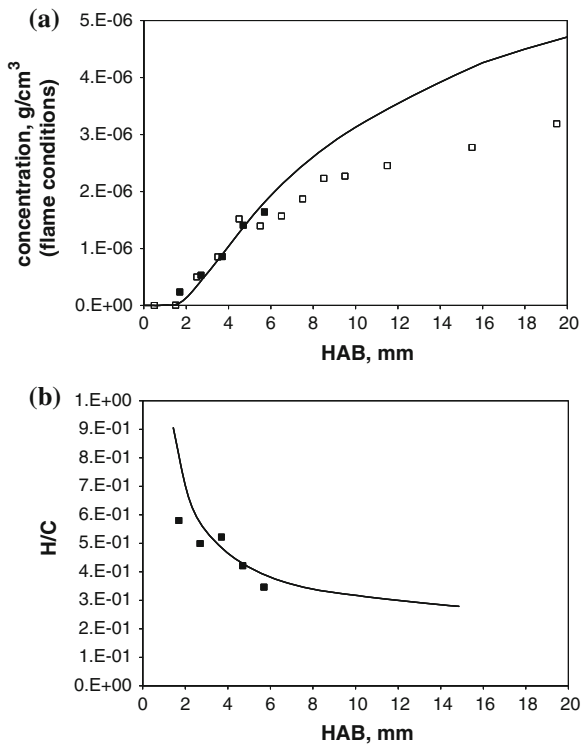 (a)
concentration, g/cm³
(flame conditions)
5.E-06
4.E-06
3.E-06
2.E-06
1.E-06
0.E+00
0 2 4 6 8 10 12 14 16 18 20
HAB, mm
(b)
H/C
1.E+00
9.E-01
8.E-01
7.E-01
6.E-01
5.E-01
4.E-01
3.E-01
2.E-01
1.E-01
0.E+00
0 2 4 6 8 10 12 14 16 18 20
HAB, mm